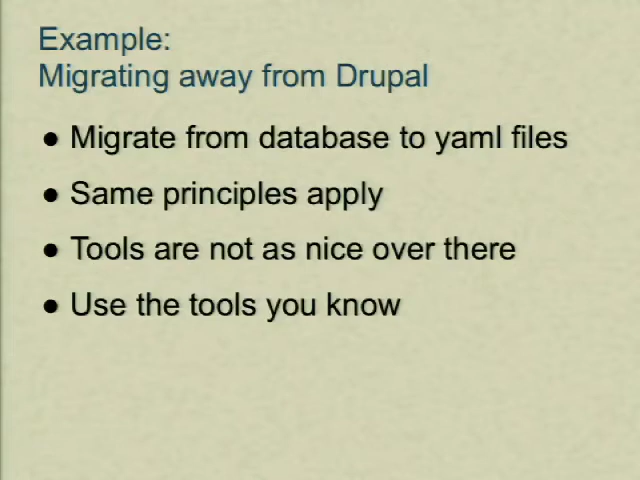 Example:
Migrating away from Drupal
● Migrate from database to yaml files
● Same principles apply
● Tools are not as nice over there
● Use the tools you know